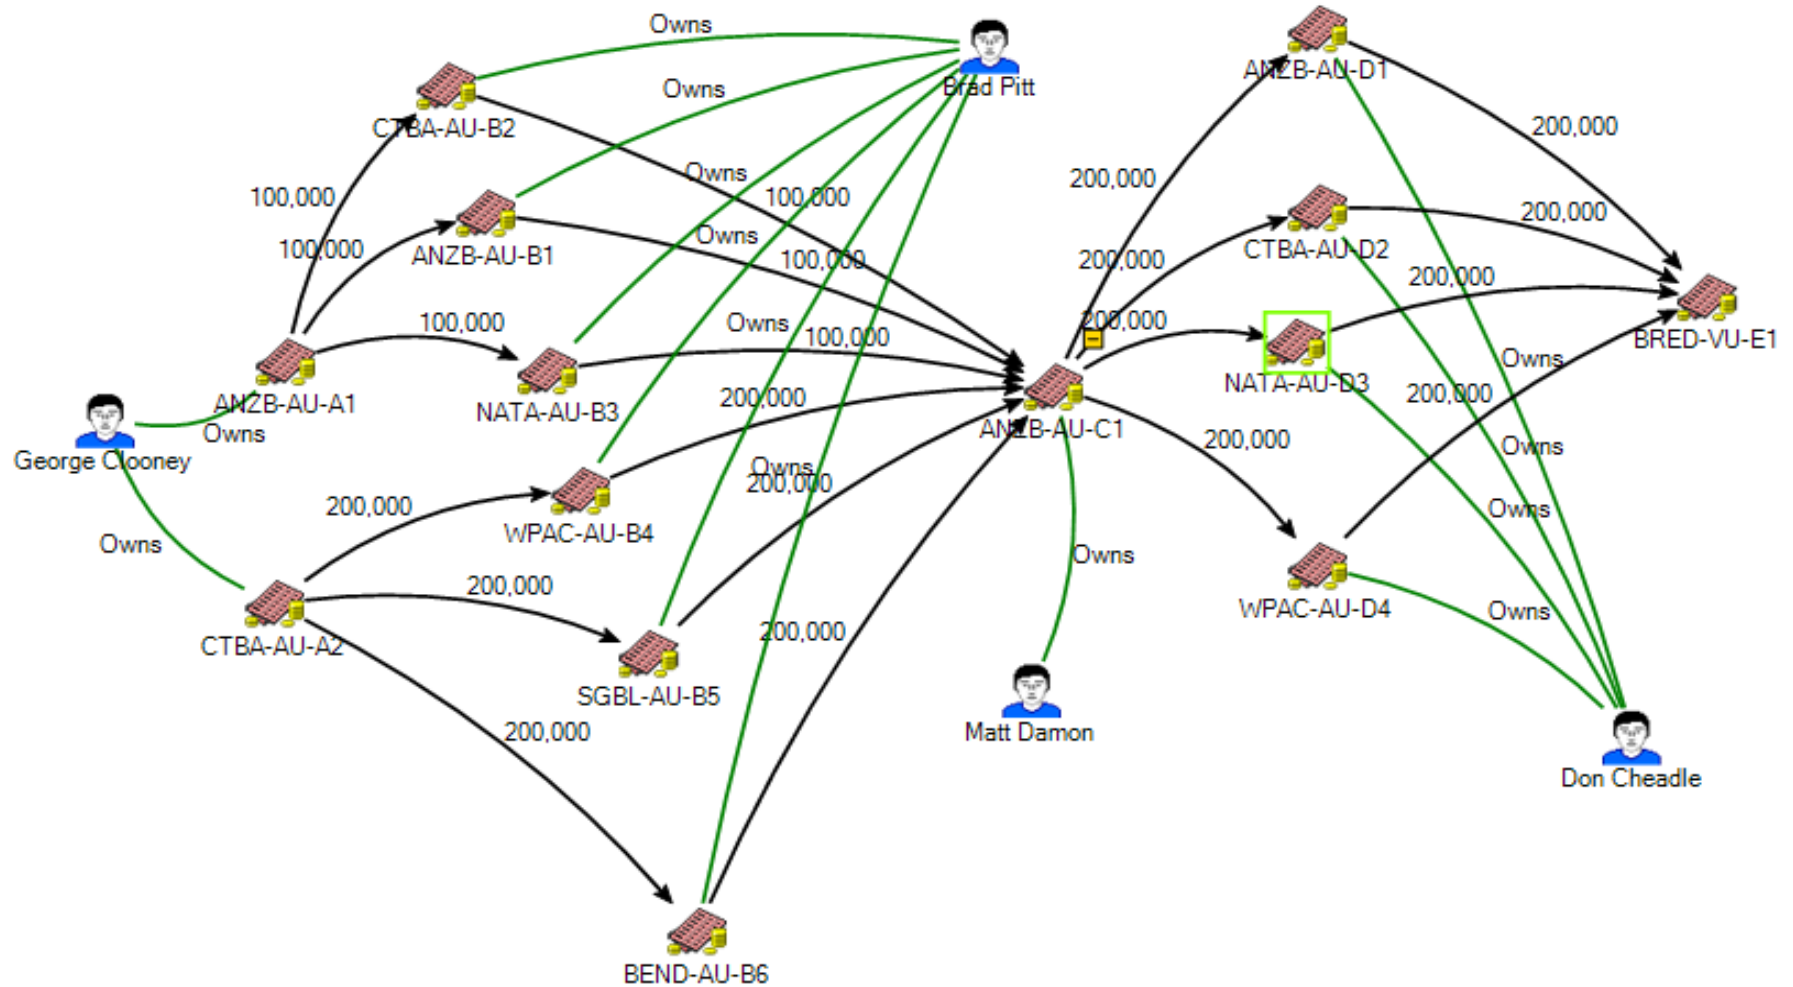 Owns
Brad Pitt
ANZB-AU-D1
Owns
CTBA-AU-B2
200,000
Owns
200,000
100,000
100,000
200,000
Owns
100,000
ANZB-AU-B1
Owns
100,000
200,000
CTBA-AU-D2
200,000
100,000
Owns
100,000
200,000
BRED-VU-E1
Owns
NATA-AU-D3
200,000
200,000
ANZB-AU-A1
NATA-AU-B3
ANZB-AU-C1
Owns
George Clooney
200,000
Owns
Owns
200,000
200,000
Owns
WPAC-AU-B4
Owns
Owns
200,000
WPAC-AU-D4
Owns
CTBA-AU-A2
200,000
SGBL-AU-B5
200,000
Matt Damon
Don Cheadle
BEND-AU-B6